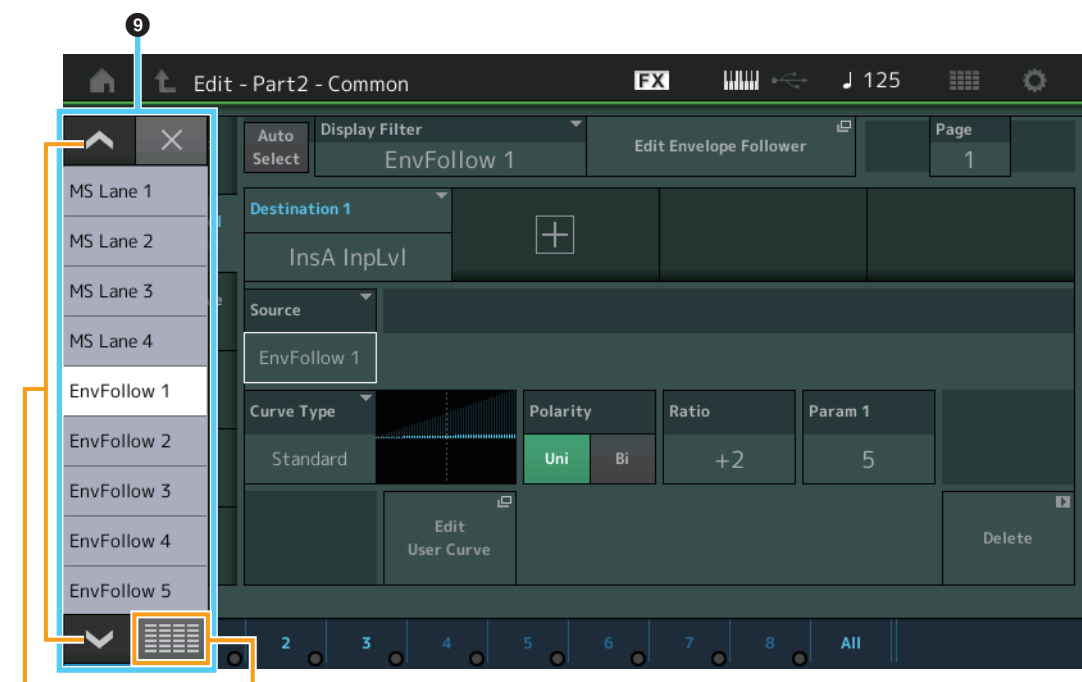 9
Edit - Part2 - Common
FX
125
Auto Select
Display Filter
EnvFollow 1
Edit Envelope Follower
Page
1
MS Lane 1
MS Lane 2
MS Lane 3
MS Lane 4
EnvFollow 1
EnvFollow 2
EnvFollow 3
EnvFollow 4
EnvFollow 5
Destination 1
InsA InpLvl
Source
EnvFollow 1
Curve Type
Standard
Polarity
Uni
Bi
Ratio
+2
Param 1
5
Edit
User Curve
Delete
2 3 4 5 6 7 8 All